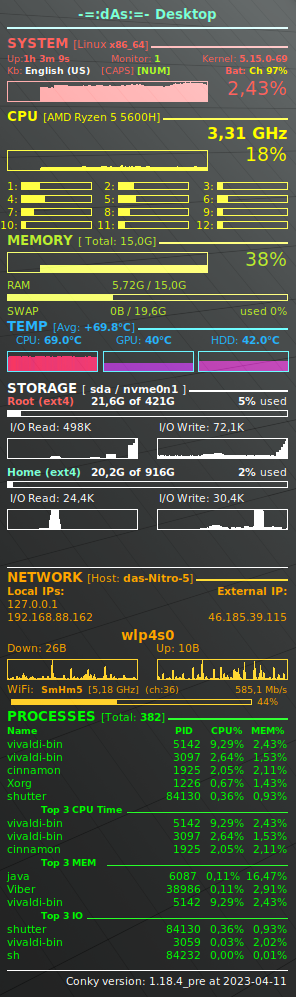 -=:dAs:=- Desktop
SYSTEM [Linux x86_64]
Up:1h 3m 9s Monitor: 1 Kernel: 5.15.0-69
Kb: English (US) [CAPS] [NUM] Bat: Ch 97%
2,43%
CPU [AMD Ryzen 5 5600H]
3,31 GHz
18%
1: 2: 3:
4: 5: 6:
7: 8: 9:
10: 11: 12:
MEMORY [ Total: 15,0G]
38%
RAM 5,72G / 15,0G
SWAP 0B / 19,6G used 0%
TEMP [Avg: +69.8°C]
CPU: 69.0°C GPU: 40°C HDD: 42.0°C
STORAGE [ sda / nvme0n1 ]
Root (ext4) 21,6G of 421G 5% used
I/O Read: 498K I/O Write: 72,1K
Home (ext4) 20,2G of 916G 2% used
I/O Read: 24,4K I/O Write: 30,4K
NETWORK [Host: das-Nitro-5]
Local IPs: External IP:
127.0.0.1
192.168.88.162 46.185.39.115
wlp4s0
Down: 26B Up: 10B
WiFi: SmHm5 [5,18 GHz] (ch:36) 585,1 Mb/s
44%
PROCESSES [Total: 382]
Name PID CPU% MEM%
vivaldi-bin 5142 9,29% 2,43%
vivaldi-bin 3097 2,64% 1,53%
cinnamon 1925 2,05% 2,11%
Xorg 1226 0,67% 1,43%
shutter 84130 0,36% 0,93%
Top 3 CPU Time
vivaldi-bin 5142 9,29% 2,43%
vivaldi-bin 3097 2,64% 1,53%
cinnamon 1925 2,05% 2,11%
Top 3 MEM
java 6087 0,11% 16,47%
Viber 38986 0,11% 2,91%
vivaldi-bin 5142 9,29% 2,43%
Top 3 IO
shutter 84130 0,36% 0,93%
vivaldi-bin 3059 0,03% 2,02%
sh 84232 0,00% 0,01%
Conky version: 1.18.4_pre at 2023-04-11